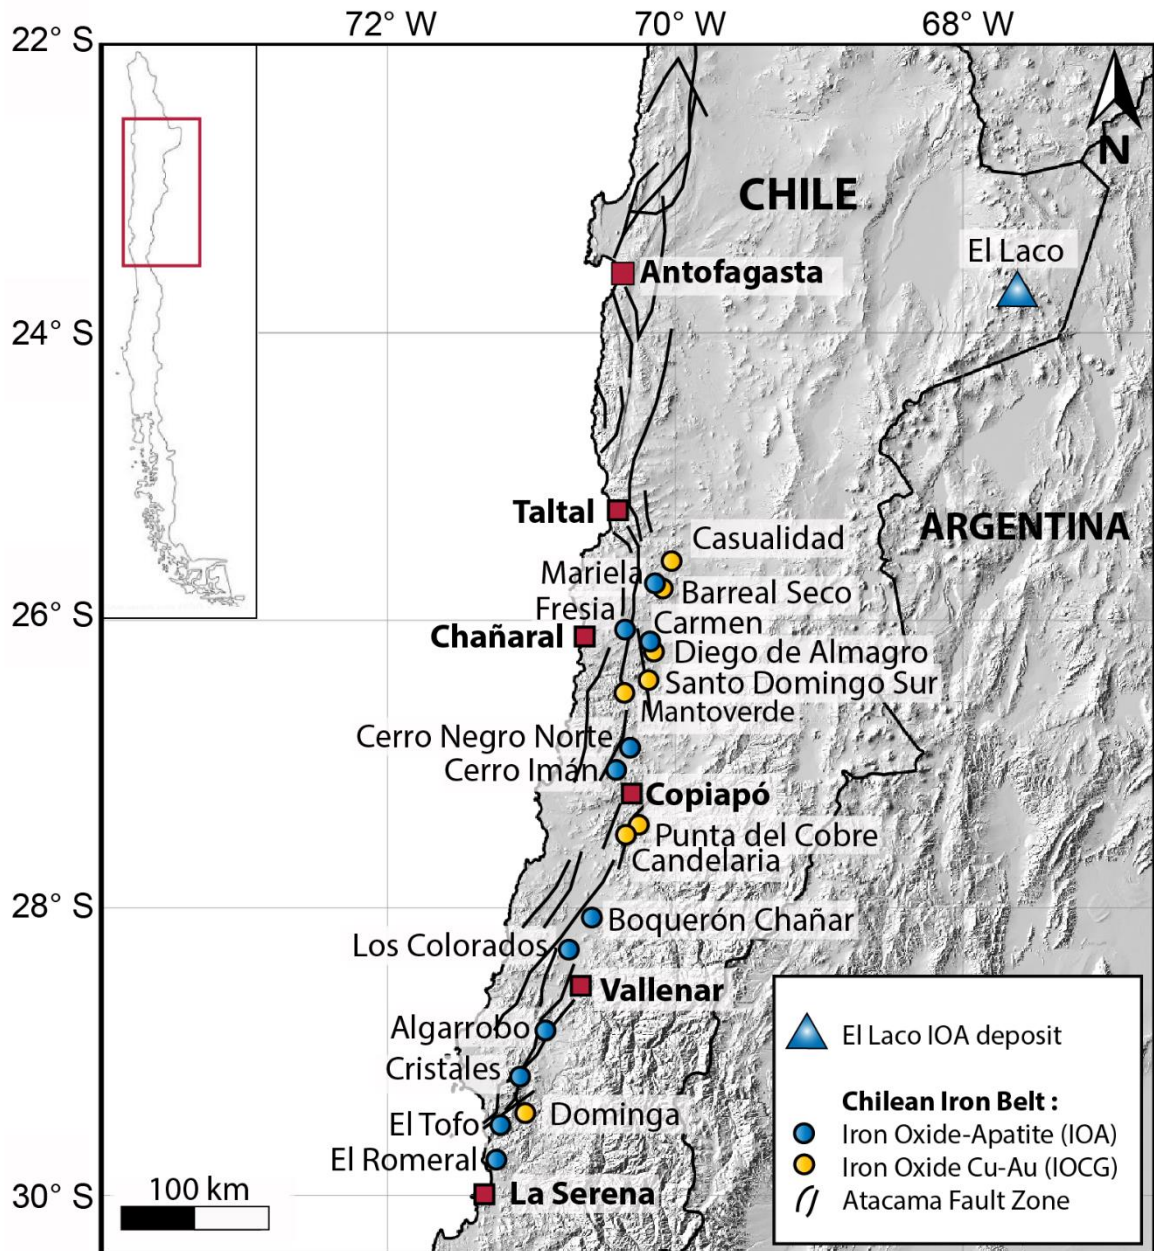 72° W
70° W
68° W
22° S
N
CHILE
El Laco
Antofagasta
24° S
Taltal
ARGENTINA
Casualidad
Mariela
Barreal Seco
Fresia
26° S
Carmen
Chañaral
Diego de Almagro
Santo Domingo Sur
Mantoverde
Cerro Negro Norte
Cerro Imán
Copiapó
Punta del Cobre
Candelaria
28° S
Boquerón Chañar
Los Colorados
Vallenar
Algarrobo
Cristales
Dominga
El Tofo
El Romeral
30° S
La Serena
100 km
El Laco IOA deposit
Chilean Iron Belt :
Iron Oxide-Apatite (IOA)
Iron Oxide Cu-Au (IOCG)
Atacama Fault Zone